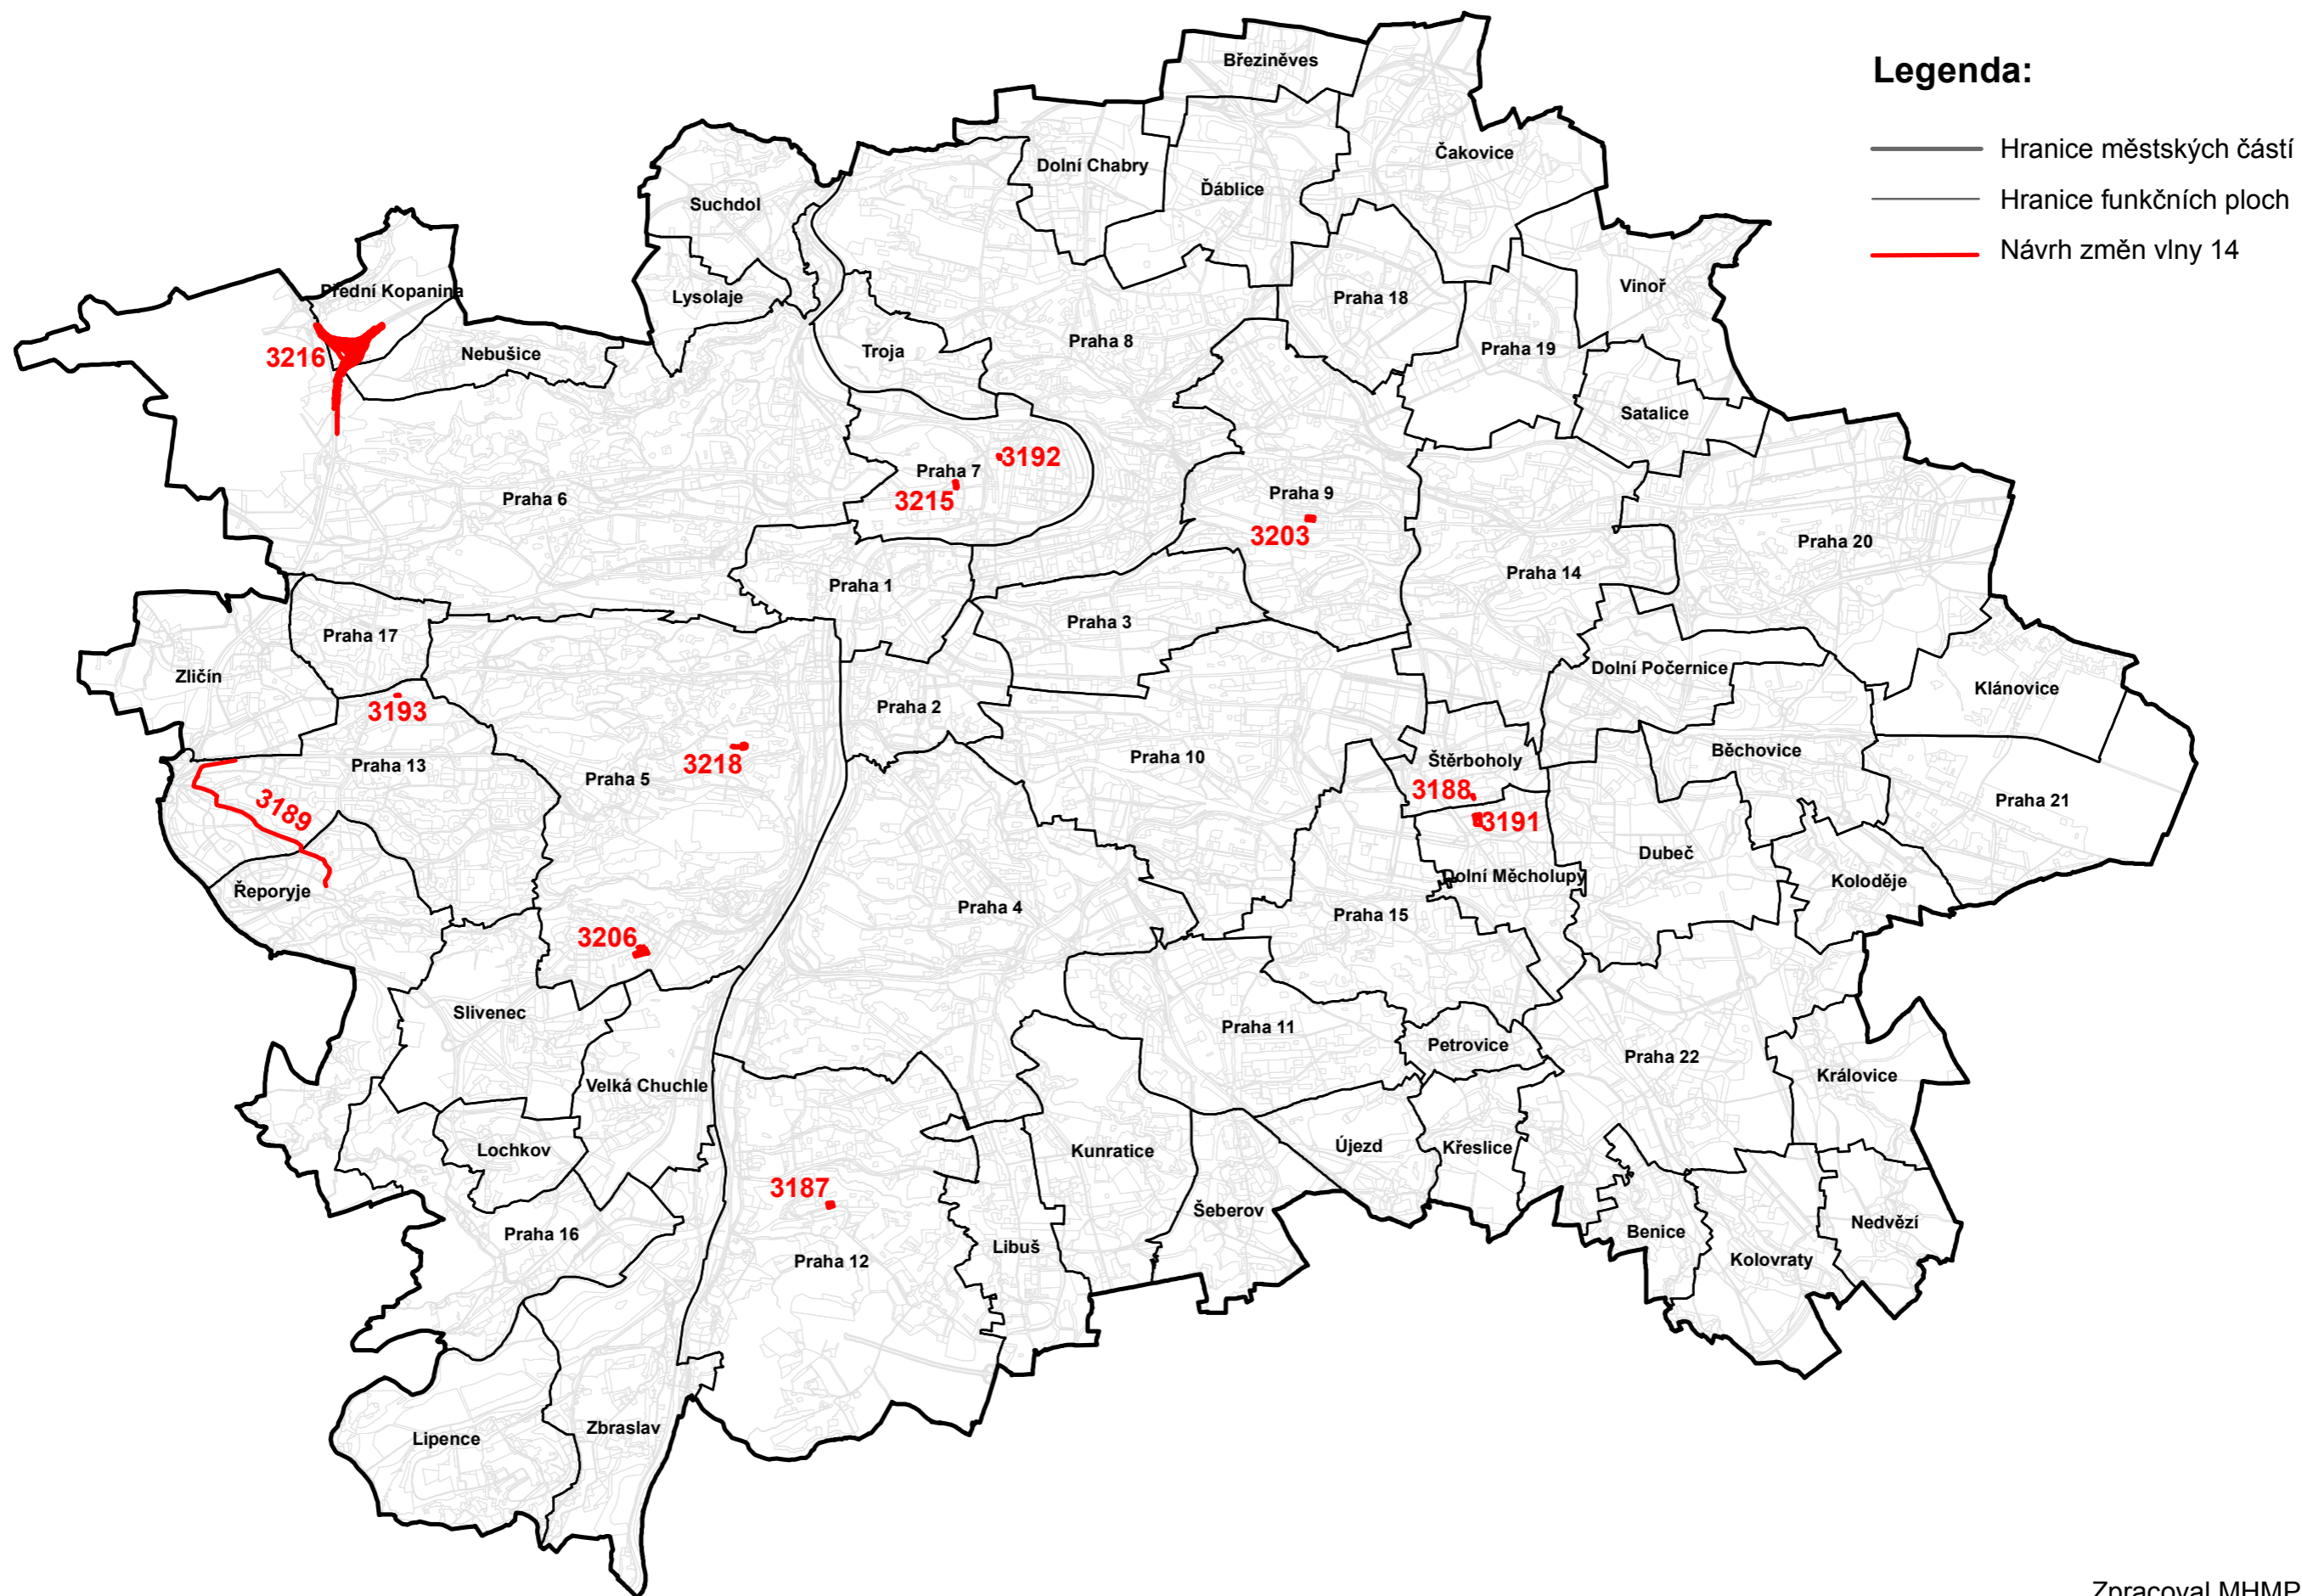 Legenda:
Hranice městských částí
Hranice funkčních ploch
Návrh změn vlny 14
Březiněves
Čakovice
Dolní Chabry
Ďáblice
Suchdol
Vinoř
Přední Kopanina
Lysolaje
Praha 18
3216
Nebušice
Troja
Praha 8
Praha 19
Satalice
3192
Praha 7
3215
Praha 6
Praha 9
3203
Praha 20
Praha 14
Praha 1
Praha 3
Praha 17
Zličín
Dolní Počernice
Klánovice
3193
Praha 2
Praha 13
3218
Praha 5
Praha 10
Štěrboholy
Běchovice
3188
Praha 21
3189
3191
Dubeč
Řeporyje
Dolní Měcholupy
Koloděje
Praha 4
Praha 15
3206
Slivenec
Praha 11
Petrovice
Praha 22
Královice
Velká Chuchle
Lochkov
Kunratice
Újezd
Křeslice
3187
Šeberov
Nedvězí
Praha 16
Praha 12
Libuš
Benice
Kolovraty
Zbraslav
Lipence
Zpracoval MHMP